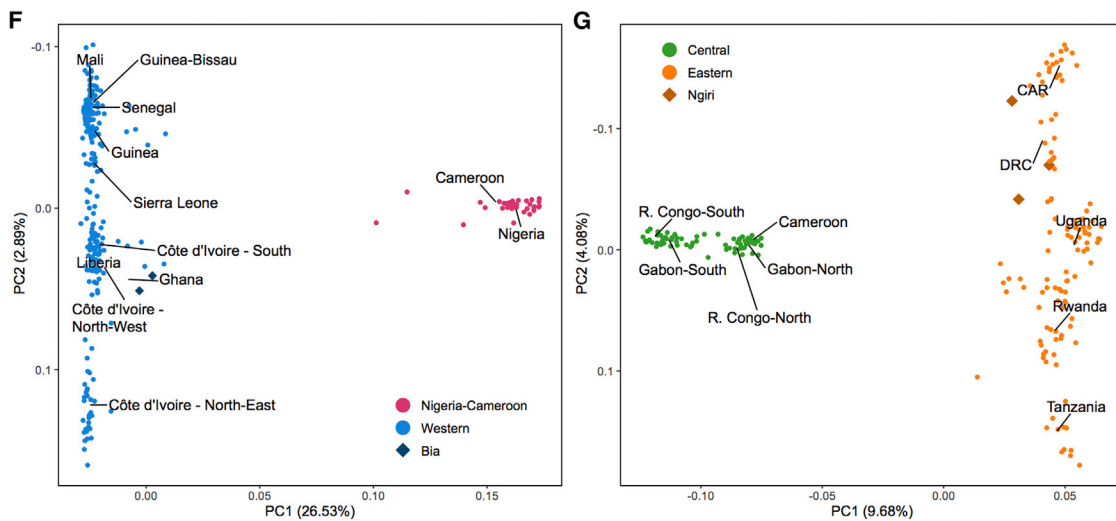 F
-0.1
0.0
0.1
PC2 (2.89%)
Mali
Guinea-Bissau
Senegal
Guinea
Sierra Leone
Côte d'Ivoire - South
Liberia
Ghana
Côte d'Ivoire -
North-West
Côte d'Ivoire - North-East
Cameroon
Nigeria
Nigeria-Cameroon
Western
Bia
0.00
0.05
0.10
0.15
PC1 (26.53%)
G
-0.1
0.0
0.1
PC2 (4.08%)
Central
Eastern
Ngiri
CAR
DRC
Uganda
Rwanda
Tanzania
R. Congo-South
Gabon-South
Cameroon
Gabon-North
R. Congo-North
-0.10
-0.05
0.00
0.05
PC1 (9.68%)